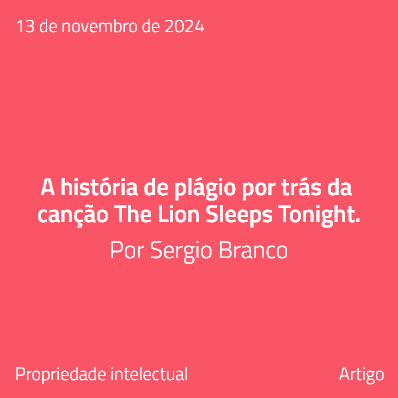 13 de novembro de 2024
A história de plágio por trás da
canção The Lion Sleeps Tonight.
Por Sergio Branco
Propriedade intelectual
Artigo